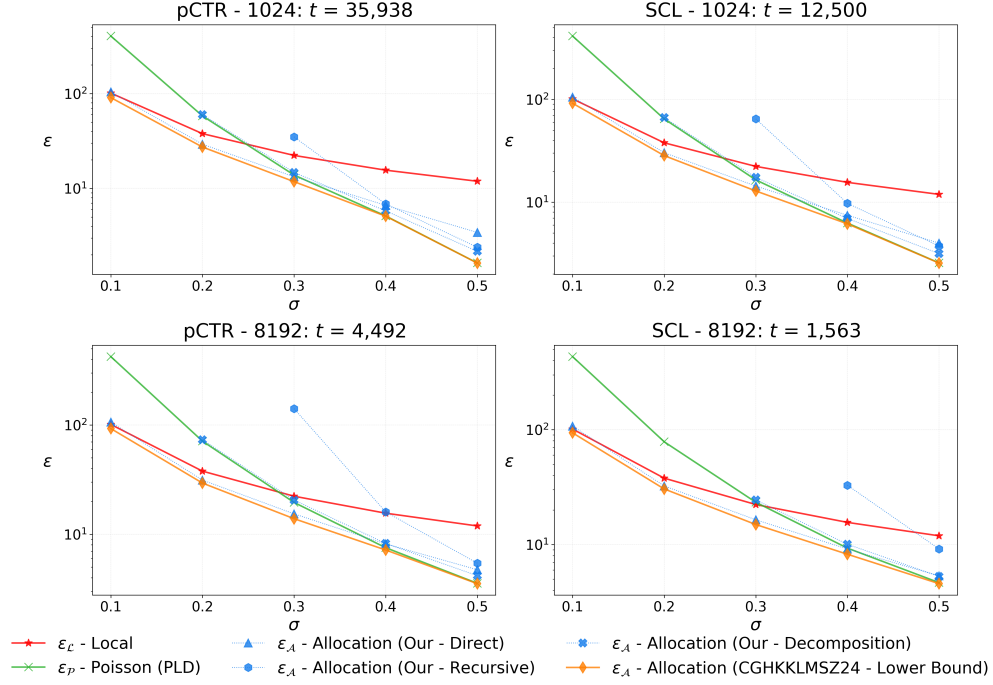 pCTR - 1024: t = 35,938
SCL - 1024: t = 12,500
10²
10¹
ε
0.1 0.2 0.3 0.4 0.5
σ
10²
10¹
ε
0.1 0.2 0.3 0.4 0.5
σ
pCTR - 8192: t = 4,492
SCL - 8192: t = 1,563
10²
10¹
ε
0.1 0.2 0.3 0.4 0.5
σ
10²
10¹
ε
0.1 0.2 0.3 0.4 0.5
σ
ε_ℒ - Local
ε_𝒫 - Poisson (PLD)
ε_𝒜 - Allocation (Our - Direct)
ε_𝒜 - Allocation (Our - Recursive)
ε_𝒜 - Allocation (Our - Decomposition)
ε_𝒜 - Allocation (CGHKKLMSZ24 - Lower Bound)